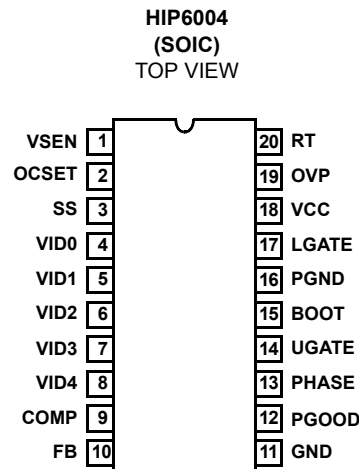 HIP6004
(SOIC)
TOP VIEW
VSEN 1 20 RT
OCSET 2 19 OVP
SS 3 18 VCC
VID0 4 17 LGATE
VID1 5 16 PGND
VID2 6 15 BOOT
VID3 7 14 UGATE
VID4 8 13 PHASE
COMP 9 12 PGOOD
FB 10 11 GND